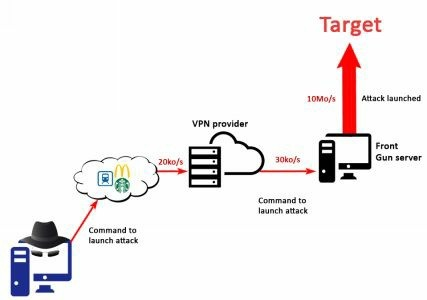 Target
10Mo/s
Attack launched
VPN provider
Front
Gun server
20ko/s
30ko/s
Command to
launch attack
Command to
launch attack